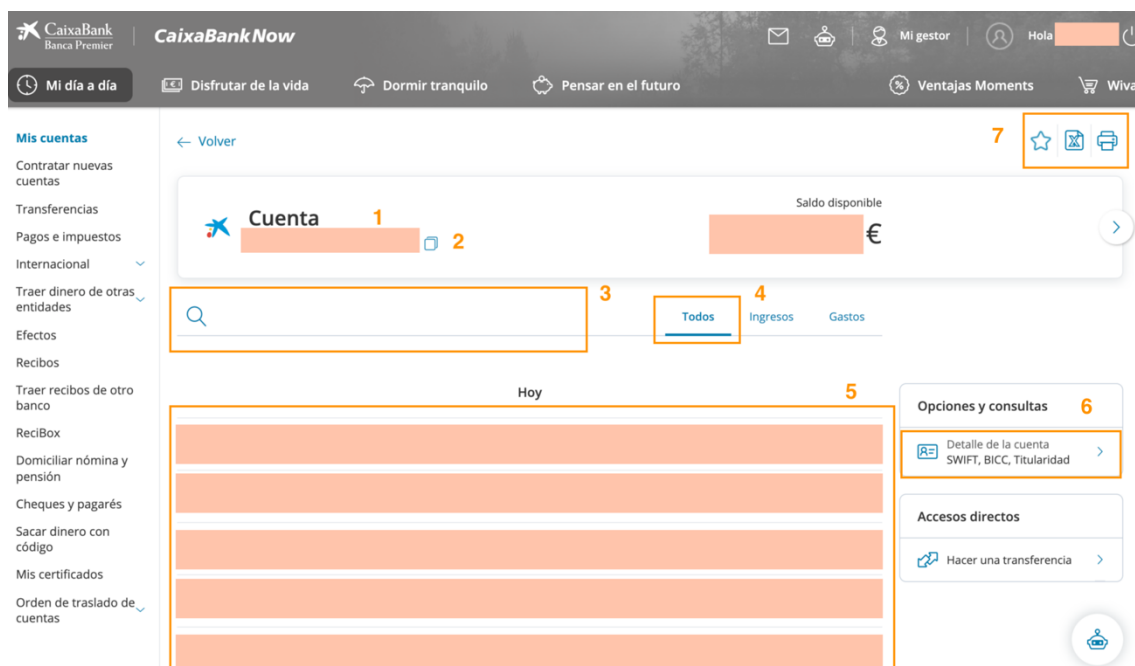 CaixaBank
Banca Premier
CaixaBankNow
Mi gestor
Hola
Mi día a día
Disfrutar de la vida
Dormir tranquilo
Pensar en el futuro
Ventajas Moments
Wiva
Mis cuentas
Contratar nuevas
cuentas
Transferencias
Pagos e impuestos
Internacional
Traer dinero de otras
entidades
Efectos
Recibos
Traer recibos de otro
banco
ReciBox
Domiciliar nómina y
pensión
Cheques y pagarés
Sacar dinero con
código
Mis certificados
Orden de traslado de
cuentas
← Volver
7
Cuenta
1
2
Saldo disponible
€
3
4
Todos
Ingresos
Gastos
Hoy
5
Opciones y consultas
6
Detalle de la cuenta
SWIFT, BICC, Titularidad
Accesos directos
Hacer una transferencia